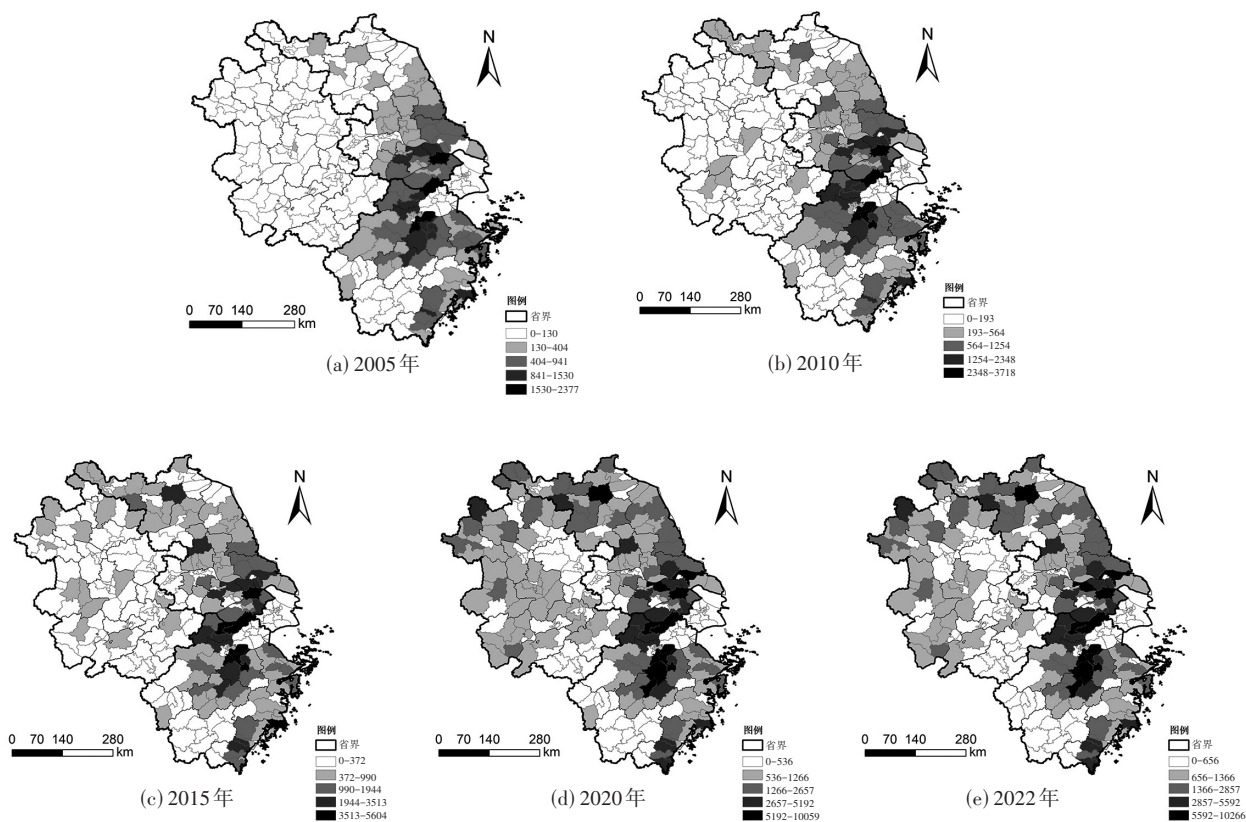 N
0 70 140 280
km
图例
省界
0-130
130-404
404-941
841-1530
1530-2377
(a) 2005年
N
0 70 140 280
km
图例
省界
0-193
193-564
564-1254
1254-2348
2348-3718
(b) 2010年
N
0 70 140 280
km
图例
省界
0-372
372-990
990-1944
1944-3513
3513-5604
(c) 2015年
N
0 70 140 280
km
图例
省界
0-536
536-1266
1266-2657
2657-5192
5192-10059
(d) 2020年
N
0 70 140 280
km
图例
省界
0-656
656-1366
1366-2857
2857-5592
5592-10266
(e) 2022年